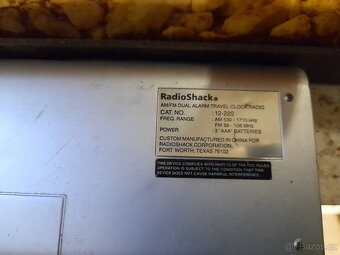 RadioShack®
AM/FM DUAL ALARM TRAVEL CLOCK RADIO
CAT. NO. : 12-220
FREQ. RANGE : AM 530 - 1710 kHz
FM 88 - 108 MHz
POWER : 3 "AAA" BATTERIES
CUSTOM MANUFACTURED IN CHINA FOR
RADIOSHACK CORPORATION,
FORT WORTH, TEXAS 76102
THIS DEVICE COMPLIES WITH PART 15 OF THE FCC RULES
OPERATION IS SUBJECT TO THE CONDITION THAT THIS
DEVICE DOES NOT CAUSE HARMFUL INTERFERENCE